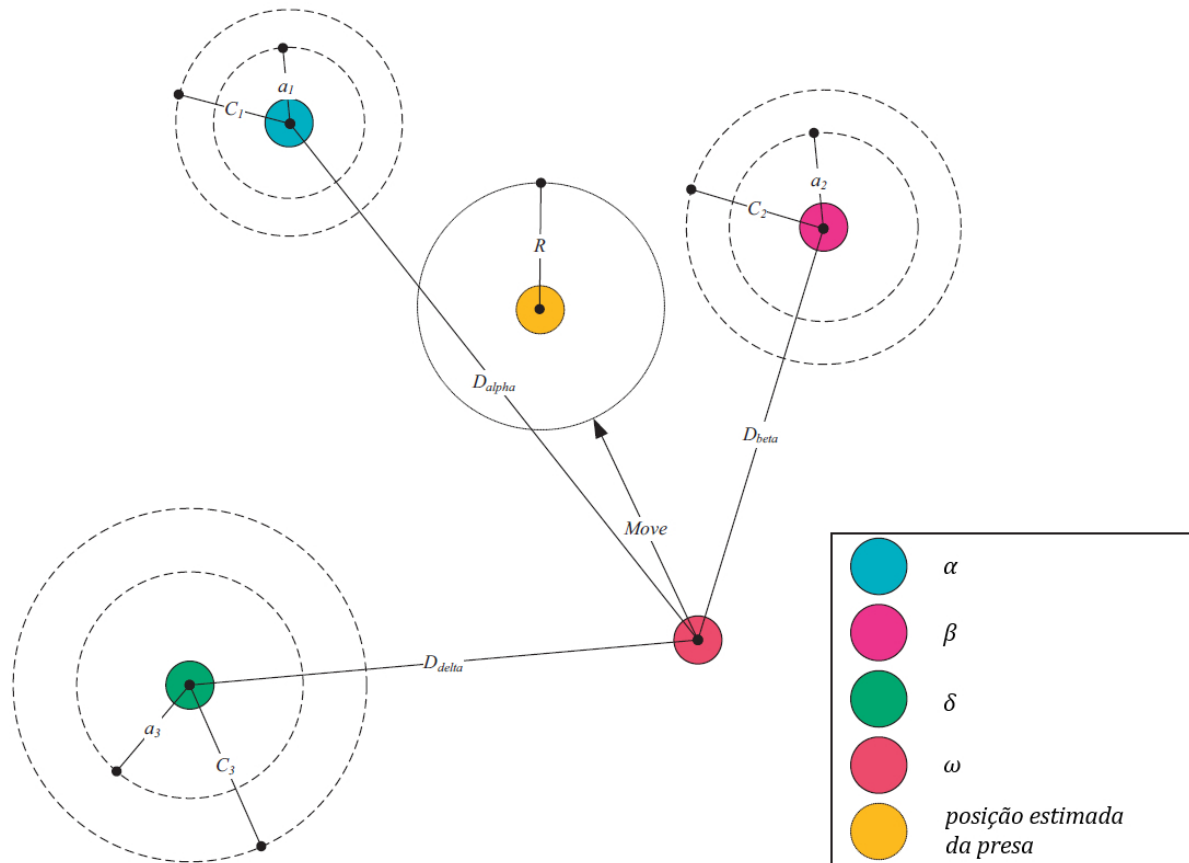 a1
C1
a2
C2
R
Dalpha
Dbeta
Move
Ddelta
a3
C3
α
β
δ
ω
posição estimada
da presa